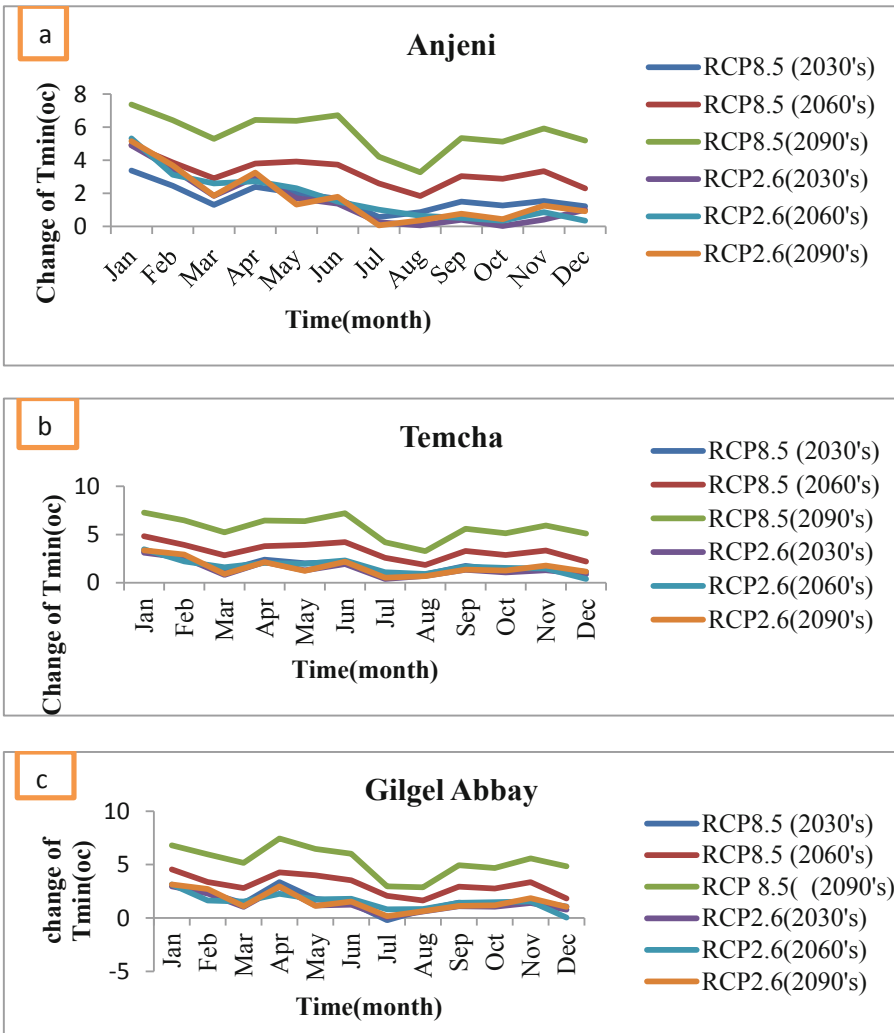 a
Anjeni
8
6
4
2
0
Change of Tmin(oc)
Jan Feb Mar Apr May Jun Jul Aug Sep Oct Nov Dec
Time(month)
RCP8.5 (2030's)
RCP8.5 (2060's)
RCP8.5(2090's)
RCP2.6(2030's)
RCP2.6(2060's)
RCP2.6(2090's)
b
Temcha
10
5
0
Change of Tmin(oc)
Jan Feb Mar Apr May Jun Jul Aug Sep Oct Nov Dec
Time(month)
RCP8.5 (2030's)
RCP8.5 (2060's)
RCP8.5(2090's)
RCP2.6(2030's)
RCP2.6(2060's)
RCP2.6(2090's)
c
Gilgel Abbay
10
5
0
-5
change of
Tmin(oc)
Jan Feb Mar Apr May Jun Jul Aug Sep Oct Nov Dec
Time(month)
RCP8.5 (2030's)
RCP8.5 (2060's)
RCP 8.5( (2090's)
RCP2.6(2030's)
RCP2.6(2060's)
RCP2.6(2090's)